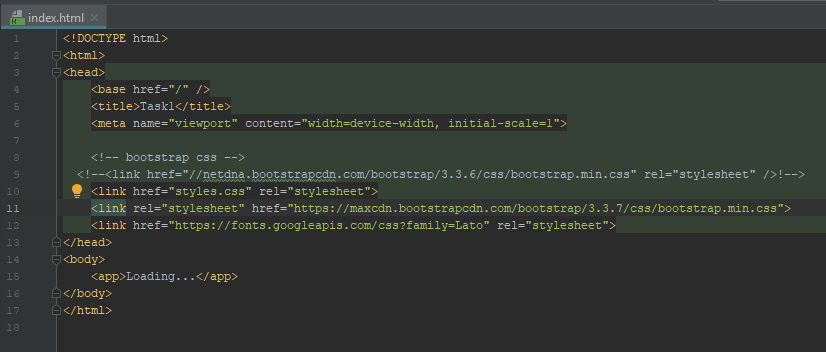 index.html
1 <!DOCTYPE html>
2 <html>
3 <head>
4 <base href="/" />
5 <title>Task1</title>
6 <meta name="viewport" content="width=device-width, initial-scale=1">
7
8 <!-- bootstrap css -->
9 <!--<link href="//netdna.bootstrapcdn.com/bootstrap/3.3.6/css/bootstrap.min.css" rel="stylesheet" />!-->
10 <link href="styles.css" rel="stylesheet">
11 <link rel="stylesheet" href="https://maxcdn.bootstrapcdn.com/bootstrap/3.3.7/css/bootstrap.min.css">
12 <link href="https://fonts.googleapis.com/css?family=Lato" rel="stylesheet">
13 </head>
14 <body>
15 <app>Loading...</app>
16 </body>
17 </html>
18